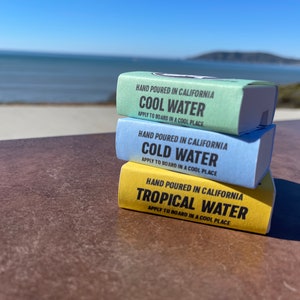 HAND POURED IN CALIFORNIA
COOL WATER
APPLY TO BOARD IN A COOL PLACE
HAND POURED IN CALIFORNIA
COLD WATER
APPLY TO BOARD IN A COOL PLACE
HAND POURED IN CALIFORNIA
TROPICAL WATER
APPLY TO BOARD IN A COOL PLACE